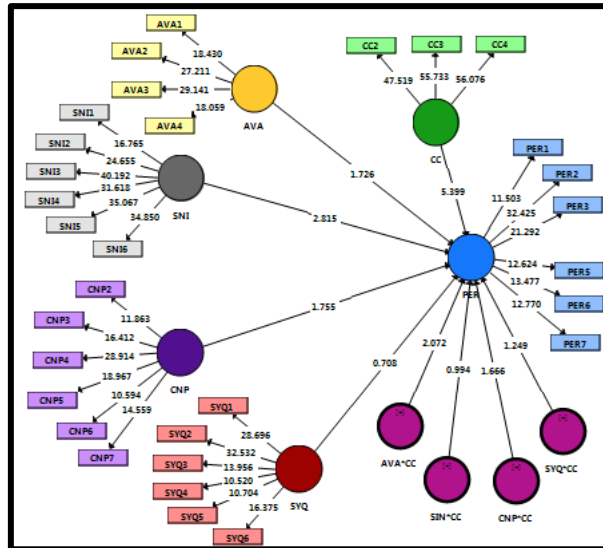 AVA1
AVA2
AVA3
AVA4
18.430
27.211
29.141
18.059
AVA
CC2
CC3
CC4
47.519
55.733
56.076
CC
SNI1
SNI2
SNI3
SNI4
SNI5
SNI6
16.765
24.655
40.192
31.618
35.067
34.850
SNI
1.726
5.399
2.815
1.755
0.708
PER1
PER2
PER3
PER5
PER6
PER7
11.503
32.425
21.292
12.624
13.477
12.770
PER
CNP2
CNP3
CNP4
CNP5
CNP6
CNP7
11.863
16.412
28.914
18.967
10.594
14.559
CNP
SYQ1
SYQ2
SYQ3
SYQ4
SYQ5
SYQ6
28.696
32.532
13.956
10.520
10.704
16.375
SYQ
2.072
0.994
1.666
1.249
[+]
AVA*CC
[+]
SIN*CC
[+]
CNP*CC
[+]
SYQ*CC